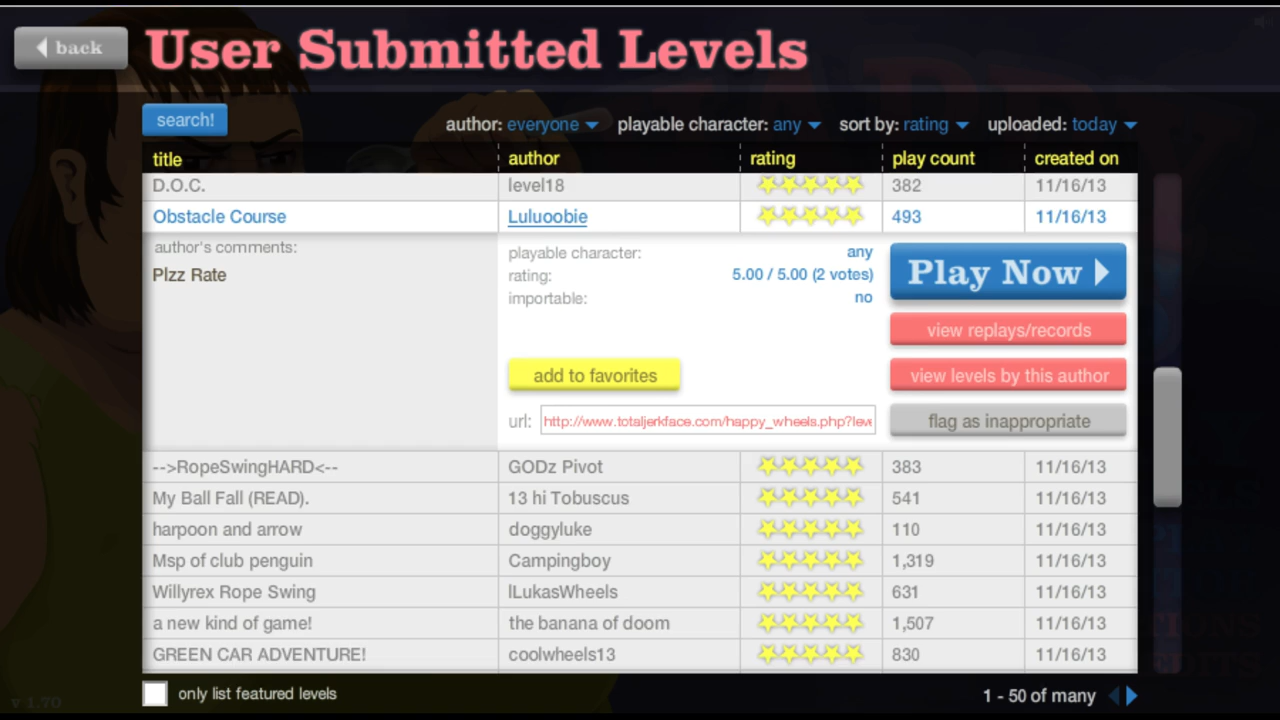 back
User Submitted Levels
search!
author: everyone playable character: any sort by: rating uploaded: today
title author rating play count created on
D.O.C. level18 382 11/16/13
Obstacle Course Luluoobie 493 11/16/13
author's comments:
Plzz Rate
playable character: any
rating: 5.00 / 5.00 (2 votes)
importable: no
Play Now
view replays/records
add to favorites
view levels by this author
url: http://www.totaljerkface.com/happy_wheels.php?lev
flag as inappropriate
-->RopeSwingHARD<-- GODz Pivot 383 11/16/13
My Ball Fall (READ). 13 hi Tobuscus 541 11/16/13
harpoon and arrow doggyluke 110 11/16/13
Msp of club penguin Campingboy 1,319 11/16/13
Willyrex Rope Swing lLukasWheels 631 11/16/13
a new kind of game! the banana of doom 1,507 11/16/13
GREEN CAR ADVENTURE! coolwheels13 830 11/16/13
only list featured levels
1 - 50 of many
v 1.70